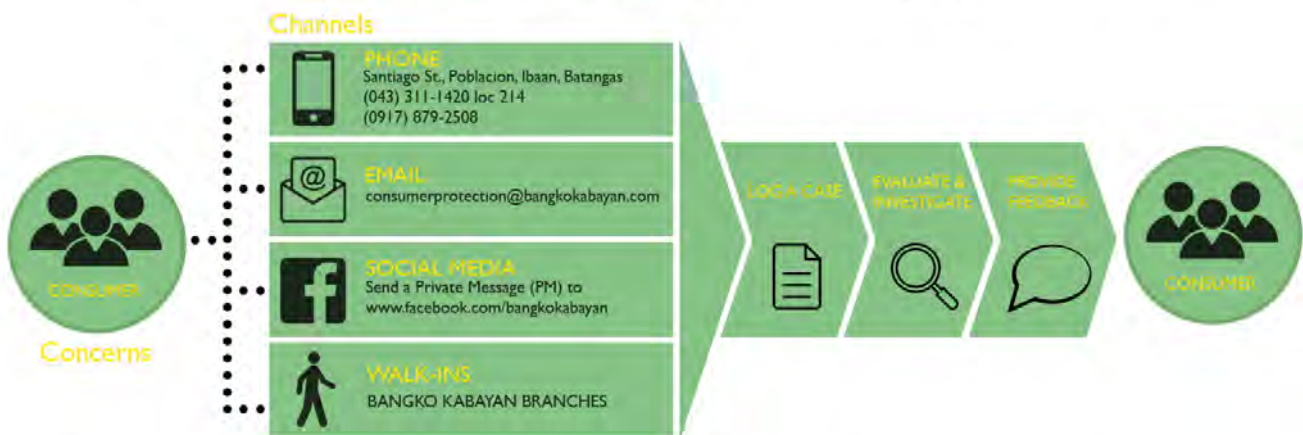 Channels
PHONE
Santiago St., Poblacion, Ibaan, Batangas
(043) 311-1420 loc 214
(0917) 879-2508
EMAIL
consumerprotection@bangkokabayan.com
SOCIAL MEDIA
Send a Private Message (PM) to
www.facebook.com/bangkokabayan
WALK-INS
BANGKO KABAYAN BRANCHES
CONSUMER
Concerns
LOG A CASE
EVALUATE &
INVESTIGATE
PROVIDE
FEEDBACK
CONSUMER